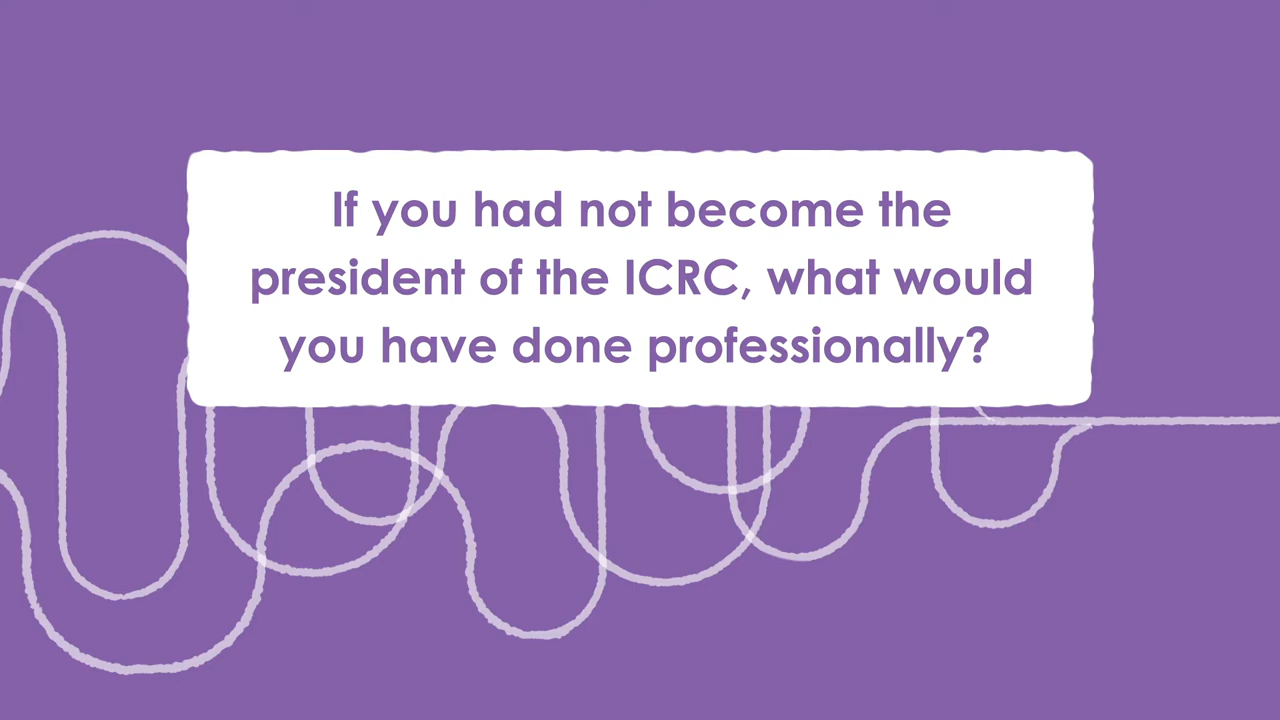 If you had not become the
president of the ICRC, what would
you have done professionally?